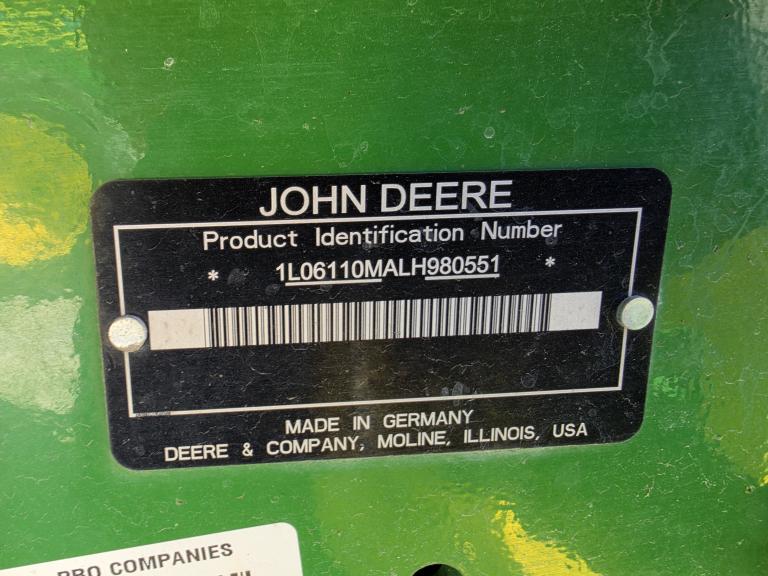 JOHN DEERE
Product Identification Number
* 1L06110MALH980551 *
MADE IN GERMANY
DEERE & COMPANY, MOLINE, ILLINOIS, USA
PRO COMPANIES